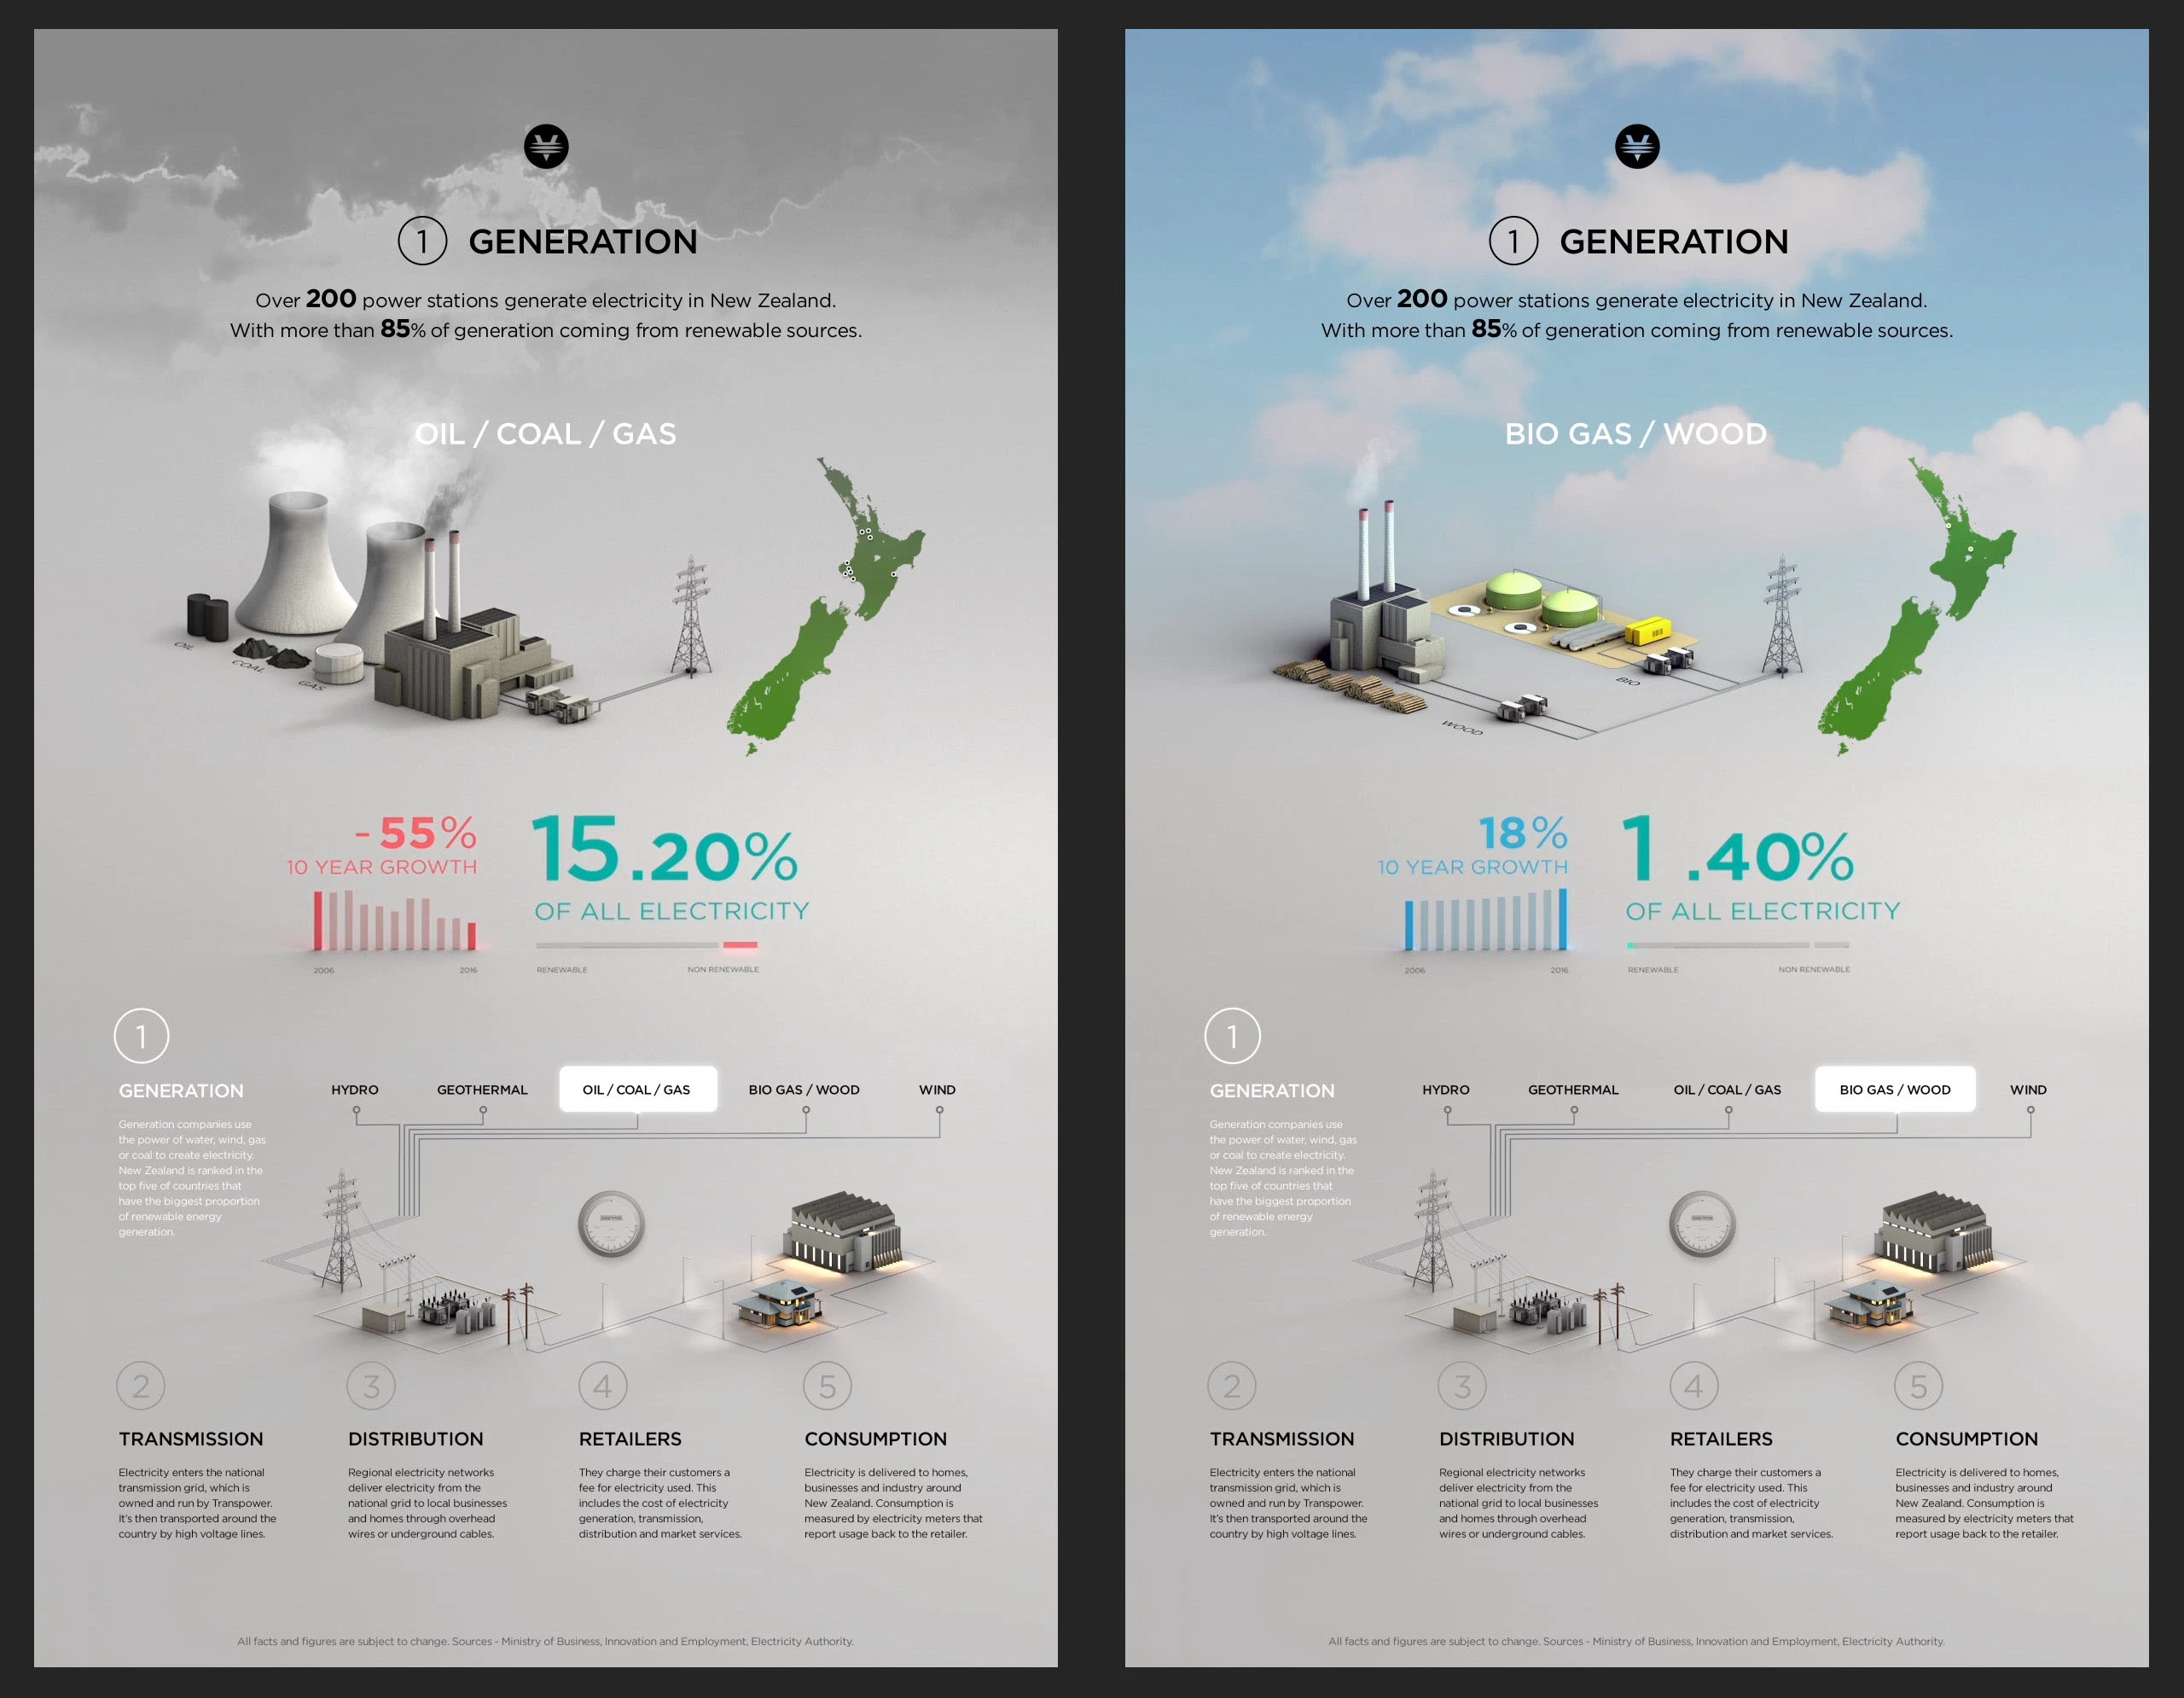 1 GENERATION
Over 200 power stations generate electricity in New Zealand.
With more than 85% of generation coming from renewable sources.
OIL / COAL / GAS
OIL
COAL
GAS
- 55%
10 YEAR GROWTH
2006 2016
15.20%
OF ALL ELECTRICITY
RENEWABLE NON RENEWABLE
1
GENERATION
Generation companies use
the power of water, wind, gas
or coal to create electricity.
New Zealand is ranked in the
top five of countries that
have the biggest proportion
of renewable energy
generation.
HYDRO GEOTHERMAL OIL / COAL / GAS BIO GAS / WOOD WIND
2
TRANSMISSION
Electricity enters the national
transmission grid, which is
owned and run by Transpower.
It's then transported around the
country by high voltage lines.
3
DISTRIBUTION
Regional electricity networks
deliver electricity from the
national grid to local businesses
and homes through overhead
wires or underground cables.
4
RETAILERS
They charge their customers a
fee for electricity used. This
includes the cost of electricity
generation, transmission,
distribution and market services.
5
CONSUMPTION
Electricity is delivered to homes,
businesses and industry around
New Zealand. Consumption is
measured by electricity meters that
report usage back to the retailer.
All facts and figures are subject to change. Sources - Ministry of Business, Innovation and Employment, Electricity Authority.
1 GENERATION
Over 200 power stations generate electricity in New Zealand.
With more than 85% of generation coming from renewable sources.
BIO GAS / WOOD
BIO
WOOD
18%
10 YEAR GROWTH
2006 2016
1 .40%
OF ALL ELECTRICITY
RENEWABLE NON RENEWABLE
1
GENERATION
Generation companies use
the power of water, wind, gas
or coal to create electricity.
New Zealand is ranked in the
top five of countries that
have the biggest proportion
of renewable energy
generation.
HYDRO GEOTHERMAL OIL / COAL / GAS BIO GAS / WOOD WIND
2
TRANSMISSION
Electricity enters the national
transmission grid, which is
owned and run by Transpower.
It's then transported around the
country by high voltage lines.
3
DISTRIBUTION
Regional electricity networks
deliver electricity from the
national grid to local businesses
and homes through overhead
wires or underground cables.
4
RETAILERS
They charge their customers a
fee for electricity used. This
includes the cost of electricity
generation, transmission,
distribution and market services.
5
CONSUMPTION
Electricity is delivered to homes,
businesses and industry around
New Zealand. Consumption is
measured by electricity meters that
report usage back to the retailer.
All facts and figures are subject to change. Sources - Ministry of Business, Innovation and Employment, Electricity Authority.